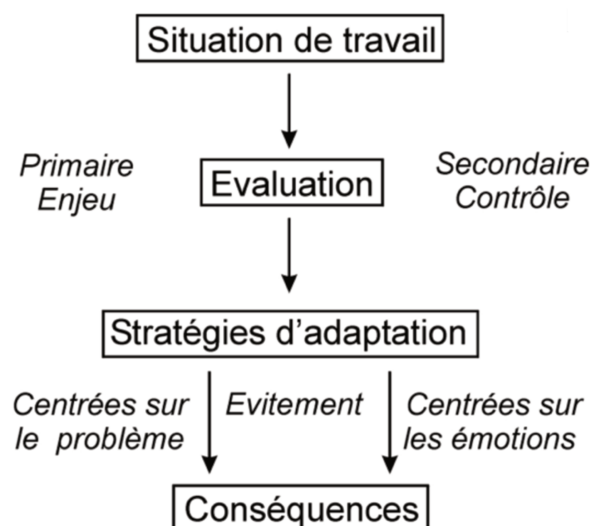 Situation de travail
Primaire
Enjeu
Evaluation
Secondaire
Contrôle
Stratégies d’adaptation
Centrées sur
le problème
Evitement
Centrées sur
les émotions
Conséquences